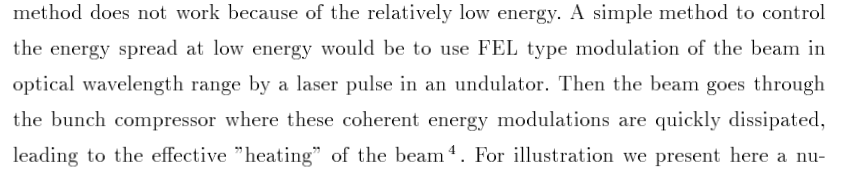 method does not work because of the relatively low energy. A simple method to control
the energy spread at low energy would be to use FEL type modulation of the beam in
optical wavelength range by a laser pulse in an undulator. Then the beam goes through
the bunch compressor where these coherent energy modulations are quickly dissipated,
leading to the effective "heating" of the beam ⁴. For illustration we present here a nu-